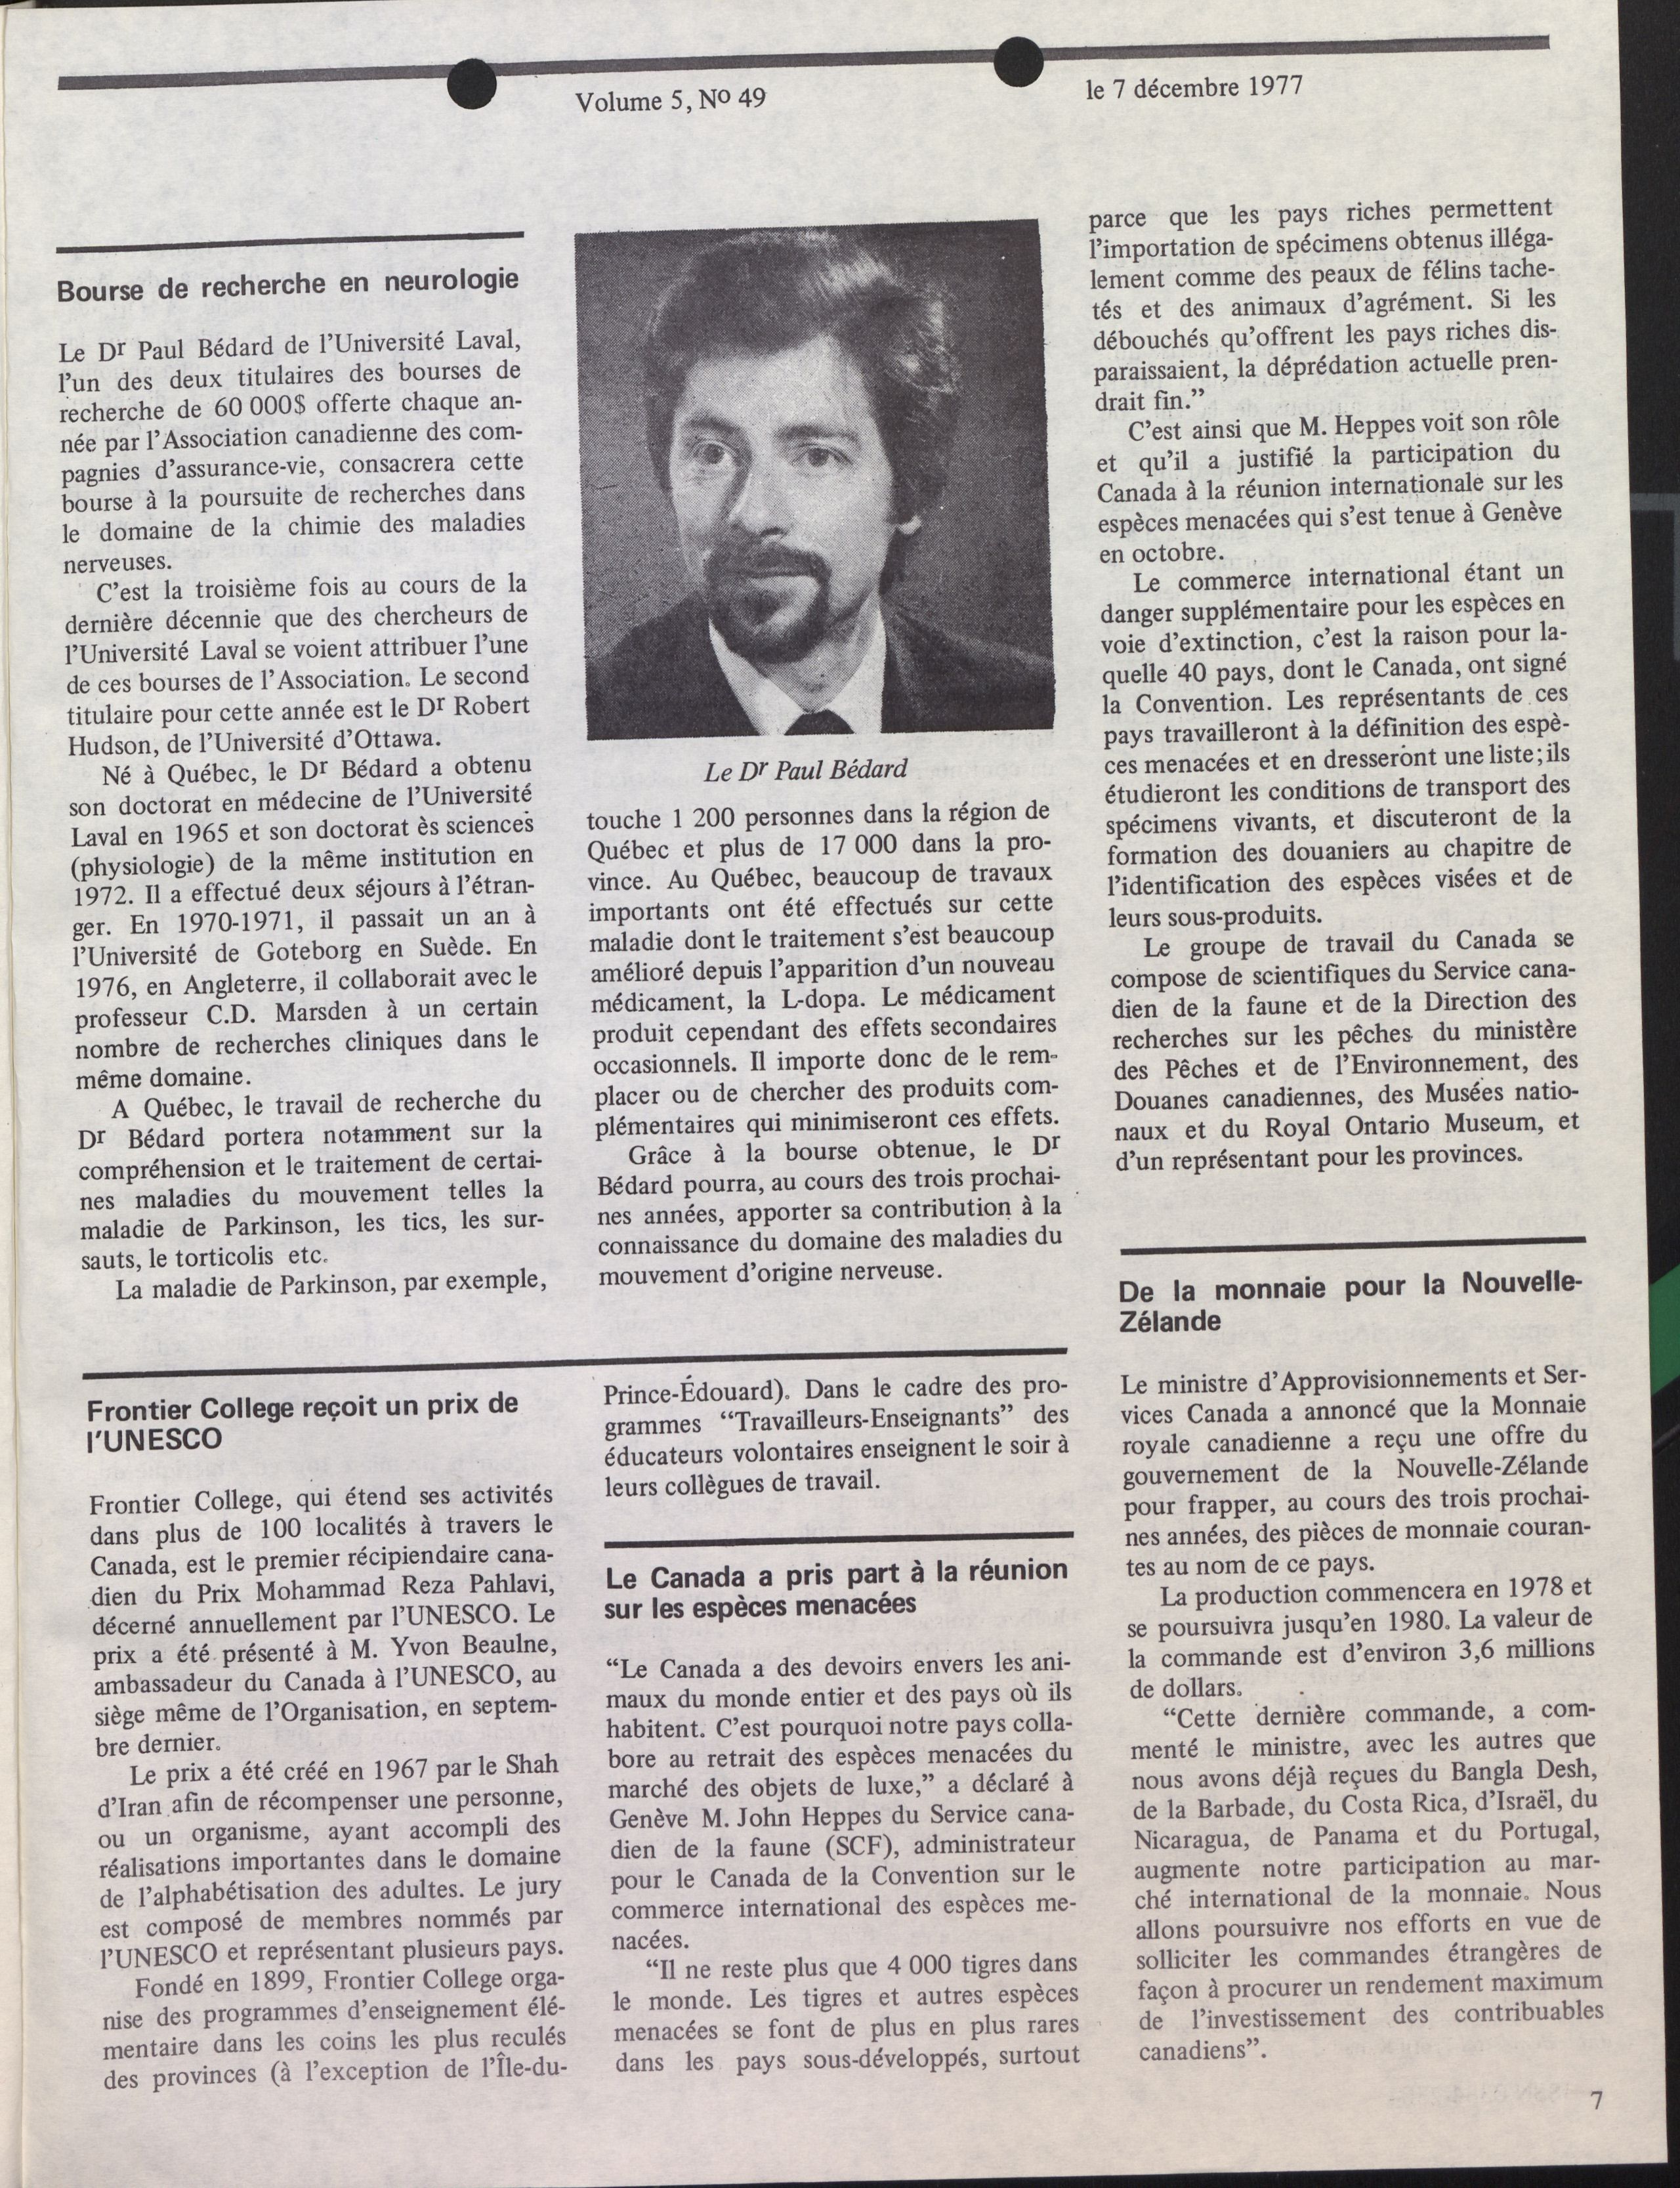 Volume 5, No 49
le 7 décembre 1977
Bourse de recherche en neurologie
Le Dr Paul Bédard de l'Université Laval,
l'un des deux titulaires des bourses de
recherche de 60 000$ offerte chaque an-
née par l'Association canadienne des com-
pagnies d'assurance-vie, consacrera cette
bourse à la poursuite de recherches dans
le domaine de la chimie des maladies
nerveuses.
C'est la troisième fois au cours de la
dernière décennie que des chercheurs de
l'Université Laval se voient attribuer l'une
de ces bourses de l'Association. Le second
titulaire pour cette année est le Dr Robert
Hudson, de l'Université d'Ottawa.
Né à Québec, le Dr Bédard a obtenu
son doctorat en médecine de l'Université
Laval en 1965 et son doctorat ès sciences
(physiologie) de la même institution en
1972. Il a effectué deux séjours à l'étran-
ger. En 1970-1971, il passait un an à
l'Université de Goteborg en Suède. En
1976, en Angleterre, il collaborait avec le
professeur C.D. Marsden à un certain
nombre de recherches cliniques dans le
même domaine.
A Québec, le travail de recherche du
Dr Bédard portera notamment sur la
compréhension et le traitement de certai-
nes maladies du mouvement telles la
maladie de Parkinson, les tics, les sur-
sauts, le torticolis etc.
La maladie de Parkinson, par exemple,
Le Dr Paul Bédard
touche 1 200 personnes dans la région de
Québec et plus de 17 000 dans la pro-
vince. Au Québec, beaucoup de travaux
importants ont été effectués sur cette
maladie dont le traitement s'est beaucoup
amélioré depuis l'apparition d'un nouveau
médicament, la L-dopa. Le médicament
produit cependant des effets secondaires
occasionnels. Il importe donc de le rem-
placer ou de chercher des produits com-
plémentaires qui minimiseront ces effets.
Grâce à la bourse obtenue, le Dr
Bédard pourra, au cours des trois prochai-
nes années, apporter sa contribution à la
connaissance du domaine des maladies du
mouvement d'origine nerveuse.
Frontier College reçoit un prix de
l'UNESCO
Frontier College, qui étend ses activités
dans plus de 100 localités à travers le
Canada, est le premier récipiendaire cana-
dien du Prix Mohammad Reza Pahlavi,
décerné annuellement par l'UNESCO. Le
prix a été présenté à M. Yvon Beaulne,
ambassadeur du Canada à l'UNESCO, au
siège même de l'Organisation, en septem-
bre dernier.
Le prix a été créé en 1967 par le Shah
d'Iran afin de récompenser une personne,
ou un organisme, ayant accompli des
réalisations importantes dans le domaine
de l'alphabétisation des adultes. Le jury
est composé de membres nommés par
l'UNESCO et représentant plusieurs pays.
Fondé en 1899, Frontier College orga-
nise des programmes d'enseignement élé-
mentaire dans les coins les plus reculés
des provinces (à l'exception de l'Île-du-
Prince-Édouard). Dans le cadre des pro-
grammes “Travailleurs-Enseignants” des
éducateurs volontaires enseignent le soir à
leurs collègues de travail.
Le Canada a pris part à la réunion
sur les espèces menacées
“Le Canada a des devoirs envers les ani-
maux du monde entier et des pays où ils
habitent. C'est pourquoi notre pays colla-
bore au retrait des espèces menacées du
marché des objets de luxe,” a déclaré à
Genève M. John Heppes du Service cana-
dien de la faune (SCF), administrateur
pour le Canada de la Convention sur le
commerce international des espèces me-
nacées.
“Il ne reste plus que 4 000 tigres dans
le monde. Les tigres et autres espèces
menacées se font de plus en plus rares
dans les pays sous-développés, surtout
parce que les pays riches permettent
l'importation de spécimens obtenus illéga-
lement comme des peaux de félins tache-
tés et des animaux d'agrément. Si les
débouchés qu'offrent les pays riches dis-
paraissaient, la déprédation actuelle pren-
drait fin.”
C'est ainsi que M. Heppes voit son rôle
et qu'il a justifié la participation du
Canada à la réunion internationale sur les
espèces menacées qui s'est tenue à Genève
en octobre.
Le commerce international étant un
danger supplémentaire pour les espèces en
voie d'extinction, c'est la raison pour la-
quelle 40 pays, dont le Canada, ont signé
la Convention. Les représentants de ces
pays travailleront à la définition des espè-
ces menacées et en dresseront une liste; ils
étudieront les conditions de transport des
spécimens vivants, et discuteront de la
formation des douaniers au chapitre de
l'identification des espèces visées et de
leurs sous-produits.
Le groupe de travail du Canada se
compose de scientifiques du Service cana-
dien de la faune et de la Direction des
recherches sur les pêches du ministère
des Pêches et de l'Environnement, des
Douanes canadiennes, des Musées natio-
naux et du Royal Ontario Museum, et
d'un représentant pour les provinces.
De la monnaie pour la Nouvelle-
Zélande
Le ministre d'Approvisionnements et Ser-
vices Canada a annoncé que la Monnaie
royale canadienne a reçu une offre du
gouvernement de la Nouvelle-Zélande
pour frapper, au cours des trois prochai-
nes années, des pièces de monnaie couran-
tes au nom de ce pays.
La production commencera en 1978 et
se poursuivra jusqu'en 1980. La valeur de
la commande est d'environ 3,6 millions
de dollars.
“Cette dernière commande, a com-
menté le ministre, avec les autres que
nous avons déjà reçues du Bangla Desh,
de la Barbade, du Costa Rica, d'Israël, du
Nicaragua, de Panama et du Portugal,
augmente notre participation au mar-
ché international de la monnaie. Nous
allons poursuivre nos efforts en vue de
solliciter les commandes étrangères de
façon à procurer un rendement maximum
de l'investissement des contribuables
canadiens”.
7